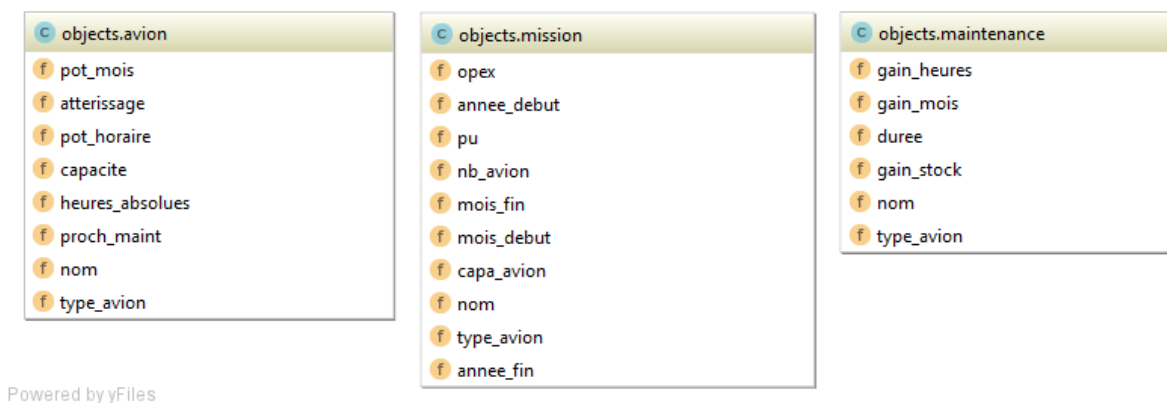 C objects.avion
f pot_mois
f atterissage
f pot_horaire
f capacite
f heures_absolues
f proch_maint
f nom
f type_avion
C objects.mission
f opex
f annee_debut
f pu
f nb_avion
f mois_fin
f mois_debut
f capa_avion
f nom
f type_avion
f annee_fin
C objects.maintenance
f gain_heures
f gain_mois
f duree
f gain_stock
f nom
f type_avion
Powered by yFiles